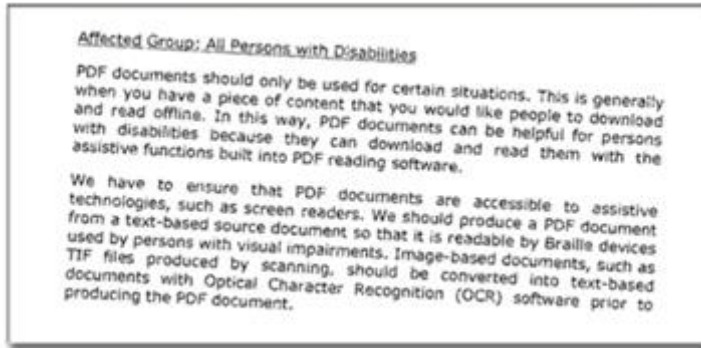 Affected Group: All Persons with Disabilities
PDF documents should only be used for certain situations. This is generally
when you have a piece of content that you would like people to download
and read offline. In this way, PDF documents can be helpful for persons
with disabilities because they can download and read them with the
assistive functions built into PDF reading software.
We have to ensure that PDF documents are accessible to assistive
technologies, such as screen readers. We should produce a PDF document
from a text-based source document so that it is readable by Braille devices
used by persons with visual impairments. Image-based documents, such as
TIF files produced by scanning, should be converted into text-based
documents with Optical Character Recognition (OCR) software prior to
producing the PDF document.